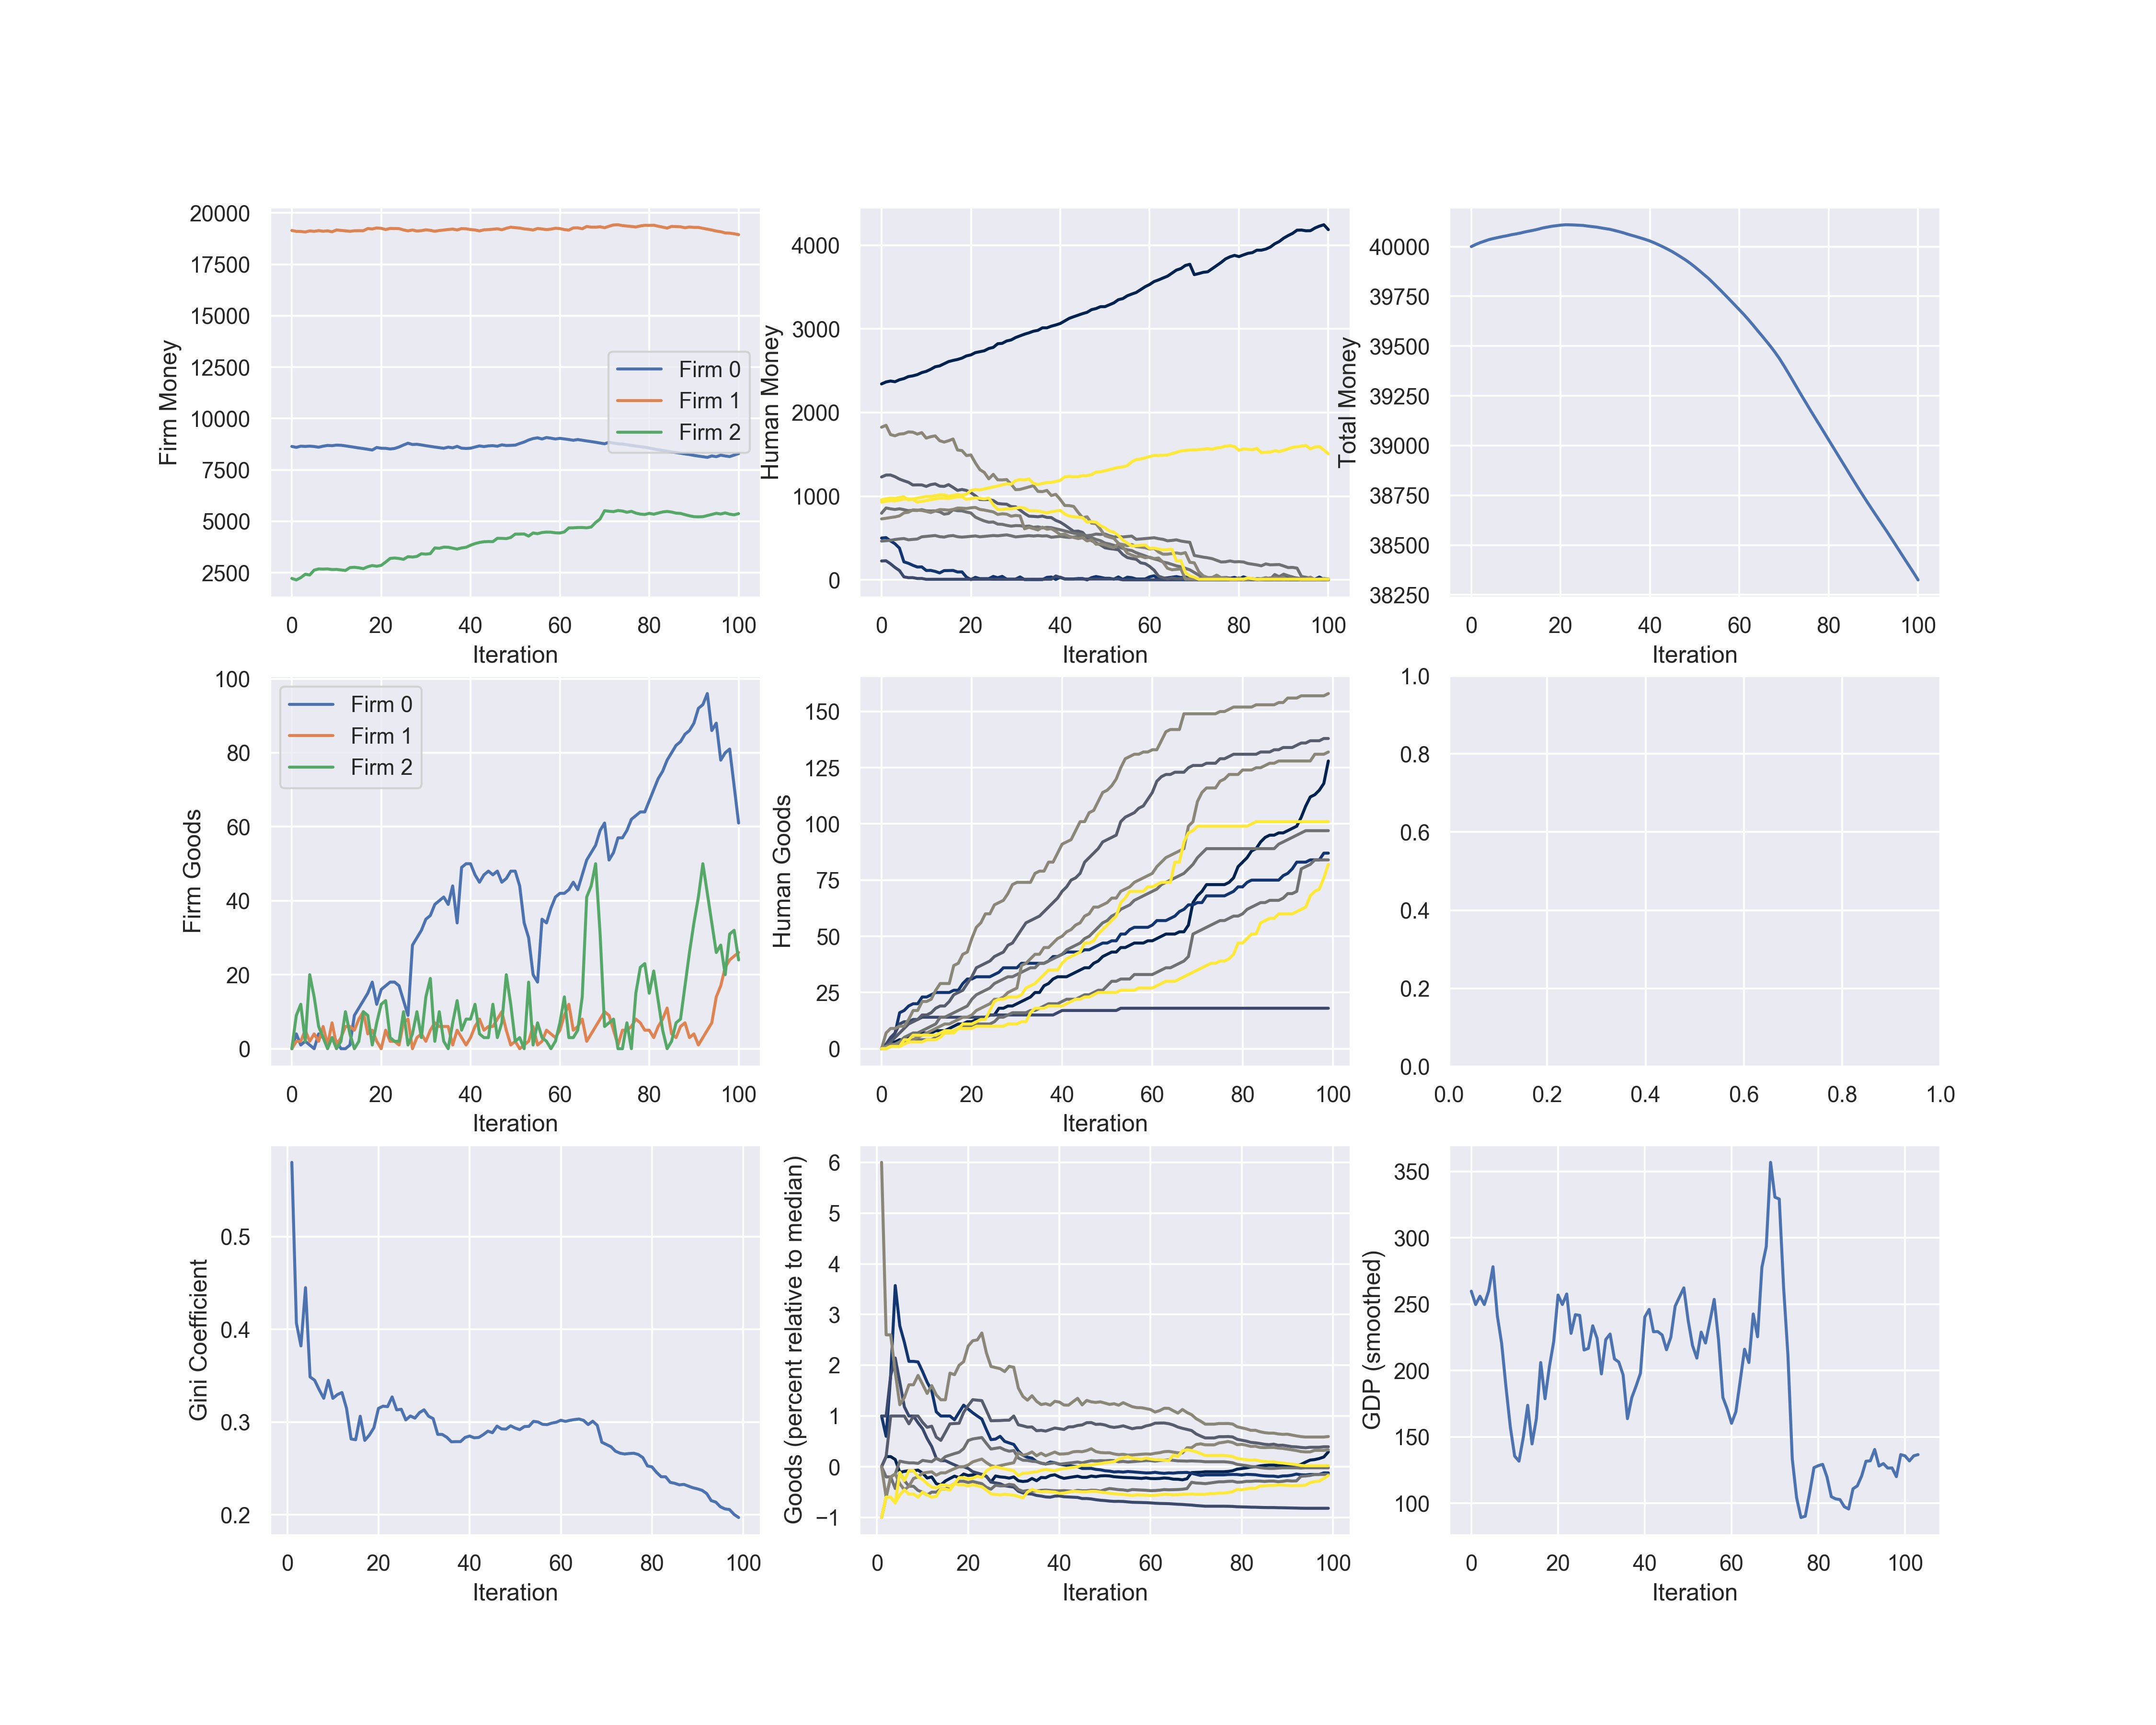 Firm Money
20000
17500
15000
12500
10000
7500
5000
2500
0 20 40 60 80 100
Iteration
Firm 0
Firm 1
Firm 2
Human Money
4000
3000
2000
1000
0
0 20 40 60 80 100
Iteration
Total Money
40000
39750
39500
39250
39000
38750
38500
38250
0 20 40 60 80 100
Iteration
Firm Goods
100
80
60
40
20
0
0 20 40 60 80 100
Iteration
Firm 0
Firm 1
Firm 2
Human Goods
150
125
100
75
50
25
0
0 20 40 60 80 100
Iteration
1.0
0.8
0.6
0.4
0.2
0.0
0.0 0.2 0.4 0.6 0.8 1.0
Gini Coefficient
0.5
0.4
0.3
0.2
0 20 40 60 80 100
Iteration
Goods (percent relative to median)
6
5
4
3
2
1
0
−1
0 20 40 60 80 100
Iteration
GDP (smoothed)
350
300
250
200
150
100
0 20 40 60 80 100
Iteration